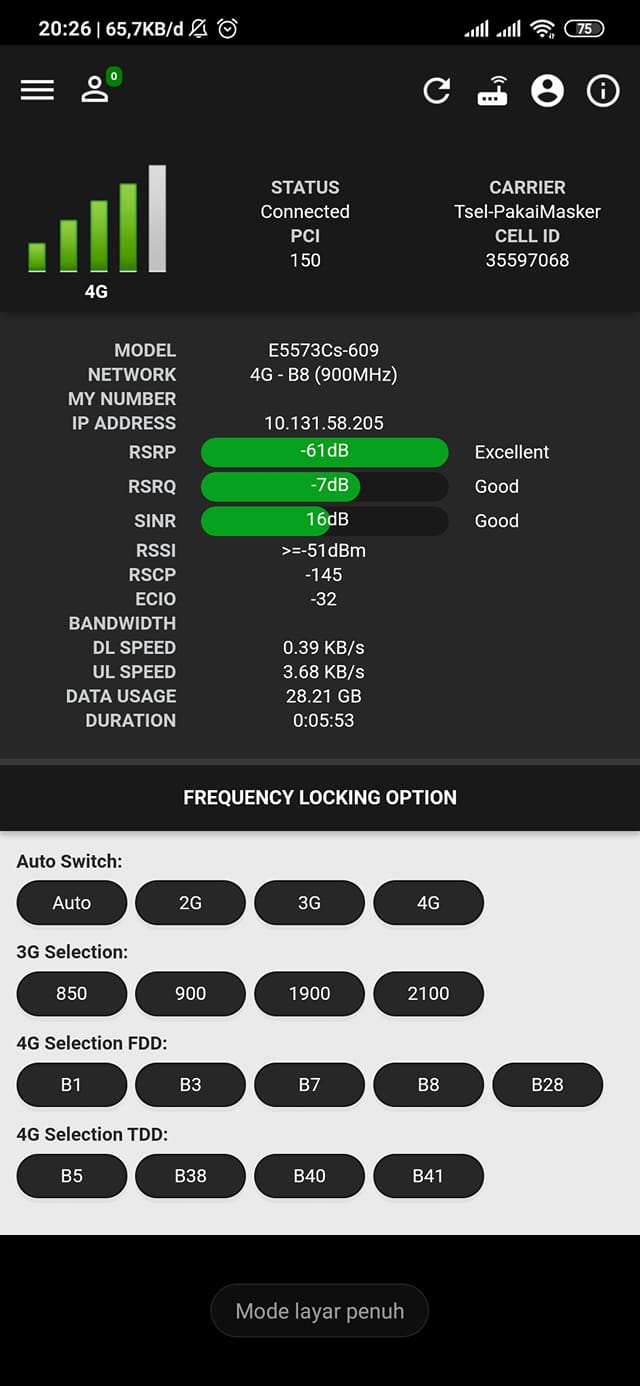 20:26 | 65,7KB/d 75
0
STATUS
Connected
PCI
150
CARRIER
Tsel-PakaiMasker
CELL ID
35597068
4G
MODEL E5573Cs-609
NETWORK 4G - B8 (900MHz)
MY NUMBER
IP ADDRESS 10.131.58.205
RSRP -61dB Excellent
RSRQ -7dB Good
SINR 16dB Good
RSSI >=-51dBm
RSCP -145
ECIO -32
BANDWIDTH
DL SPEED 0.39 KB/s
UL SPEED 3.68 KB/s
DATA USAGE 28.21 GB
DURATION 0:05:53
FREQUENCY LOCKING OPTION
Auto Switch:
Auto 2G 3G 4G
3G Selection:
850 900 1900 2100
4G Selection FDD:
B1 B3 B7 B8 B28
4G Selection TDD:
B5 B38 B40 B41
Mode layar penuh